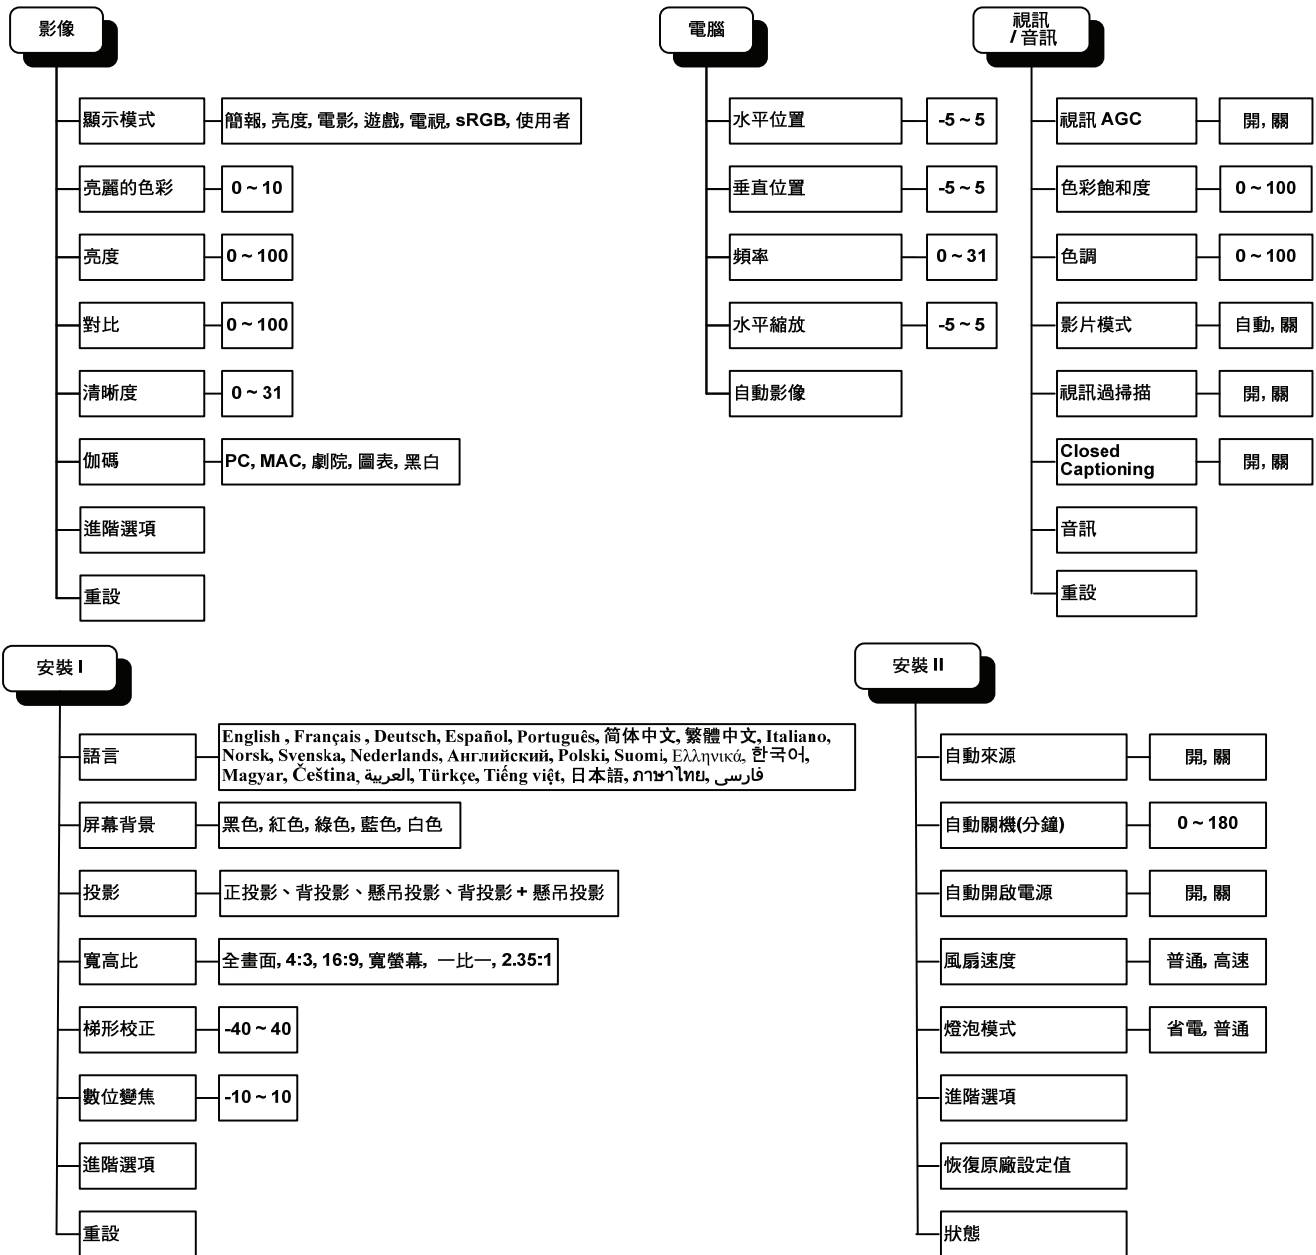 影像
顯示模式
簡報, 亮度, 電影, 遊戲, 電視, sRGB, 使用者
亮麗的色彩
0 ~ 10
亮度
0 ~ 100
對比
0 ~ 100
清晰度
0 ~ 31
伽碼
PC, MAC, 劇院, 圖表, 黑白
進階選項
重設
電腦
水平位置
-5 ~ 5
垂直位置
-5 ~ 5
頻率
0 ~ 31
水平縮放
-5 ~ 5
自動影像
視訊
/ 音訊
視訊 AGC
開, 關
色彩飽和度
0 ~ 100
色調
0 ~ 100
影片模式
自動, 關
視訊過掃描
開, 關
Closed
Captioning
開, 關
音訊
重設
安裝 I
語言
English , Français , Deutsch, Español, Português, 简体中文, 繁體中文, Italiano,
Norsk, Svenska, Nederlands, Английский, Polski, Suomi, Ελληνικά, 한국어,
Magyar, Čeština, العربية, Türkçe, Tiếng việt, 日本語, ภาษาไทย, فارسی
屏幕背景
黑色, 紅色, 綠色, 藍色, 白色
投影
正投影、背投影、懸吊投影、背投影 + 懸吊投影
寬高比
全畫面, 4:3, 16:9, 寬螢幕, 一比一, 2.35:1
梯形校正
-40 ~ 40
數位變焦
-10 ~ 10
進階選項
重設
安裝 II
自動來源
開, 關
自動關機(分鐘)
0 ~ 180
自動開啟電源
開, 關
風扇速度
普通, 高速
燈泡模式
省電, 普通
進階選項
恢復原廠設定值
狀態